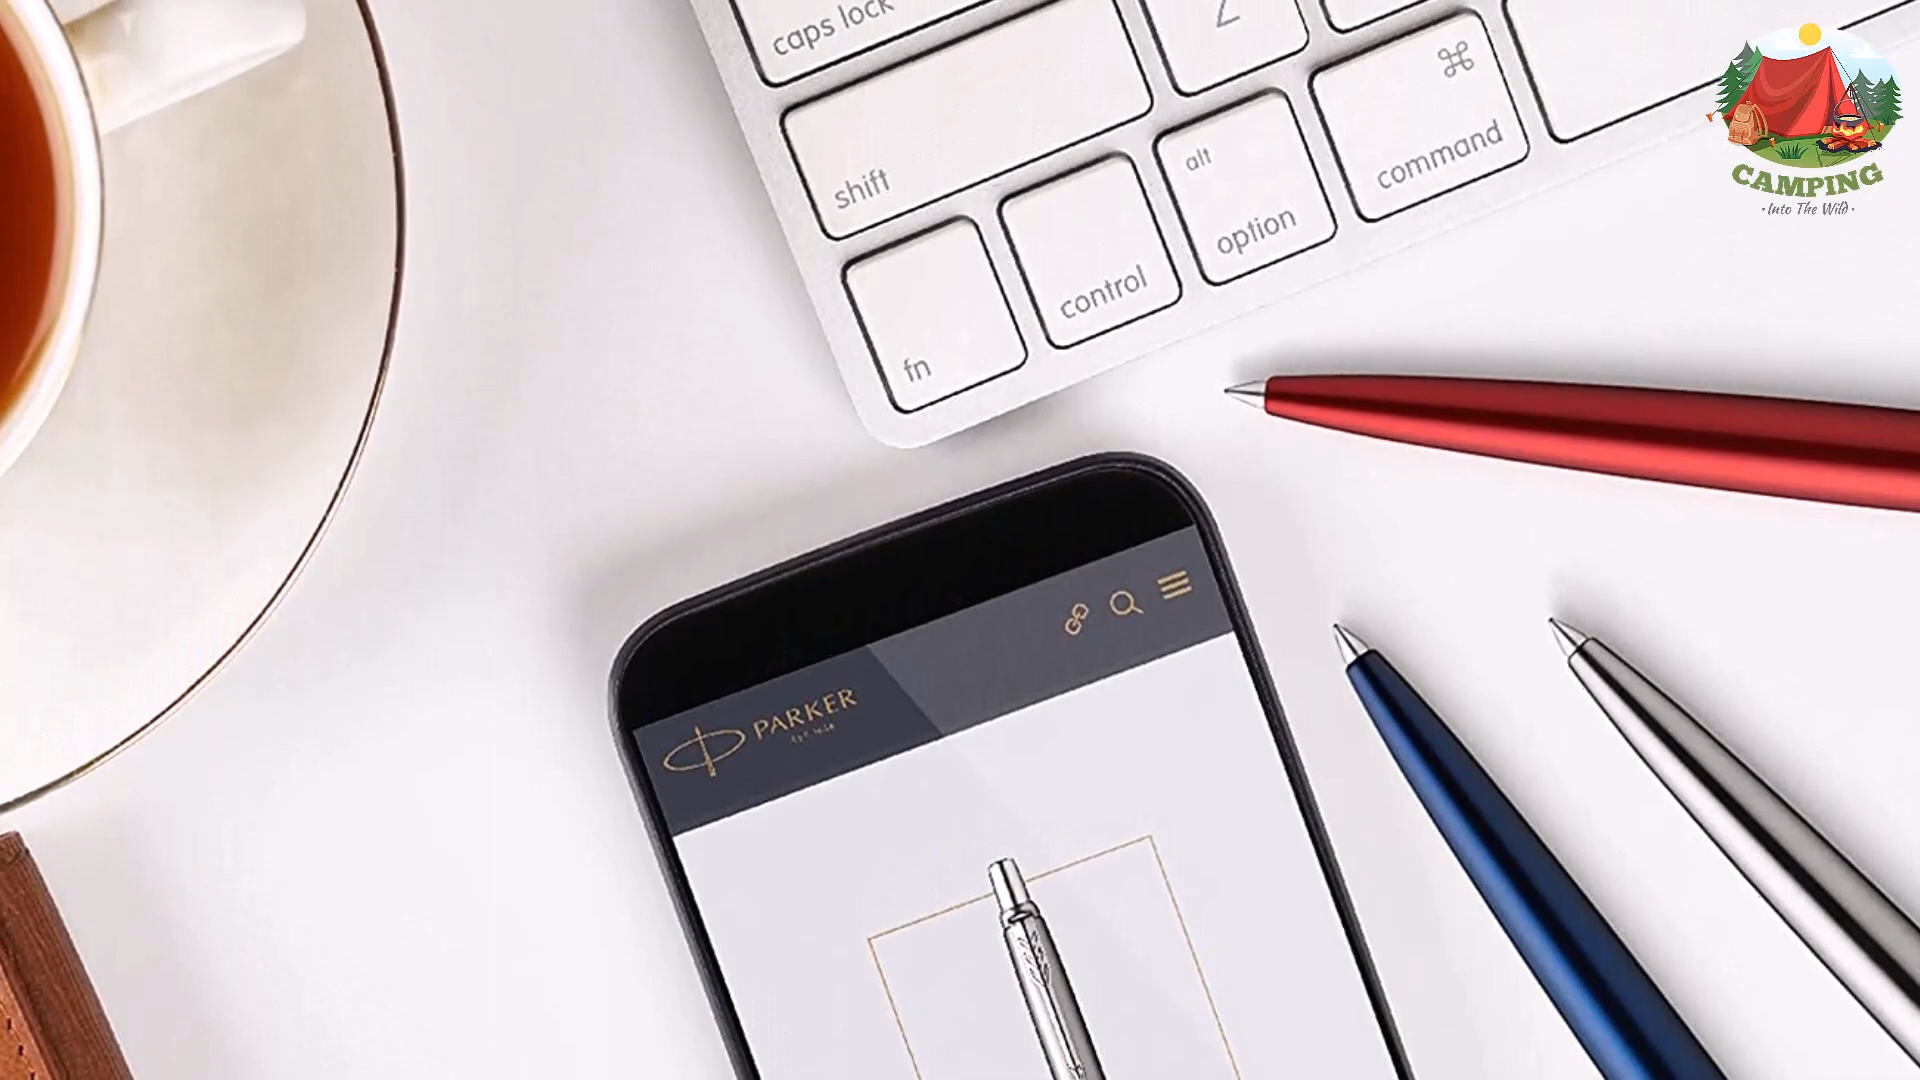 caps lock
Z
⌘
shift
alt
option
command
control
fn
CAMPING
·Into The Wild·
PARKER